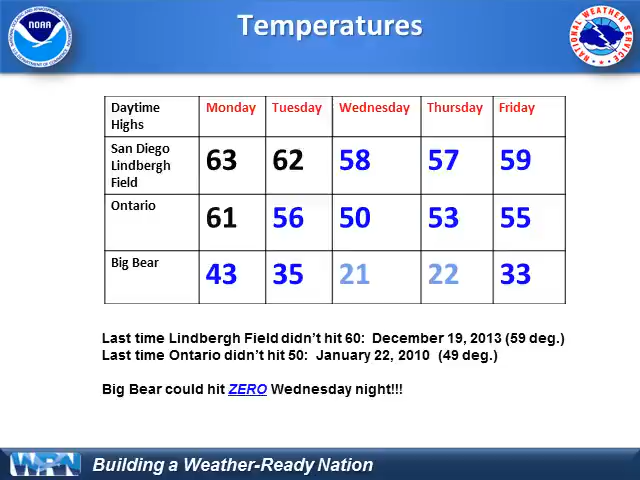 Temperatures
NOAA
NATIONAL WEATHER SERVICE
Daytime Highs Monday Tuesday Wednesday Thursday Friday
San Diego Lindbergh Field 63 62 58 57 59
Ontario 61 56 50 53 55
Big Bear 43 35 21 22 33
Last time Lindbergh Field didn't hit 60: December 19, 2013 (59 deg.)
Last time Ontario didn't hit 50: January 22, 2010 (49 deg.)
Big Bear could hit ZERO Wednesday night!!!
WRN
Building a Weather-Ready Nation